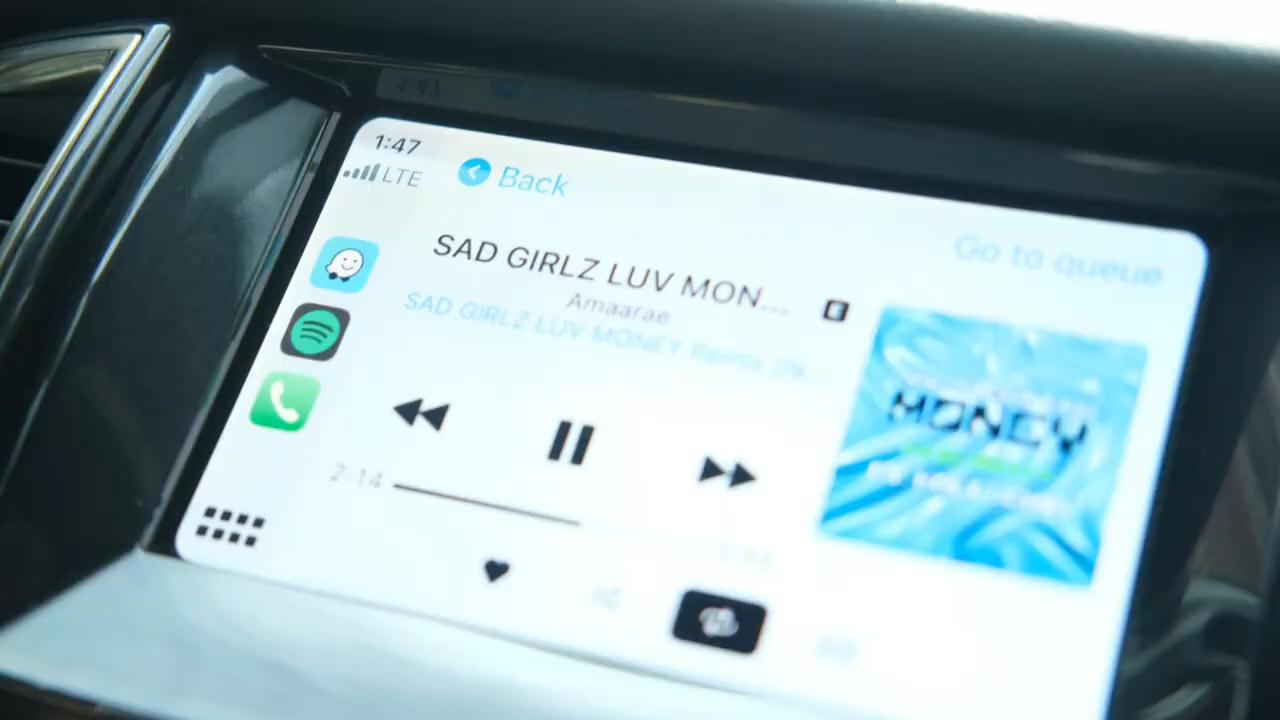 1:47
LTE
Back
Go to queue
SAD GIRLZ LUV MON...
E
Amaarae
SAD GIRLZ LUV MONEY Remix
2:14
MONEY